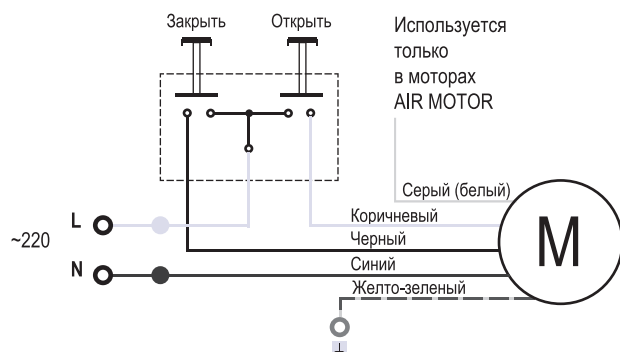 Закрыть
Открыть
Используется
только
в моторах
AIR MOTOR
Серый (белый)
L
Коричневый
~220
Черный
M
N
Синий
Желто-зеленый